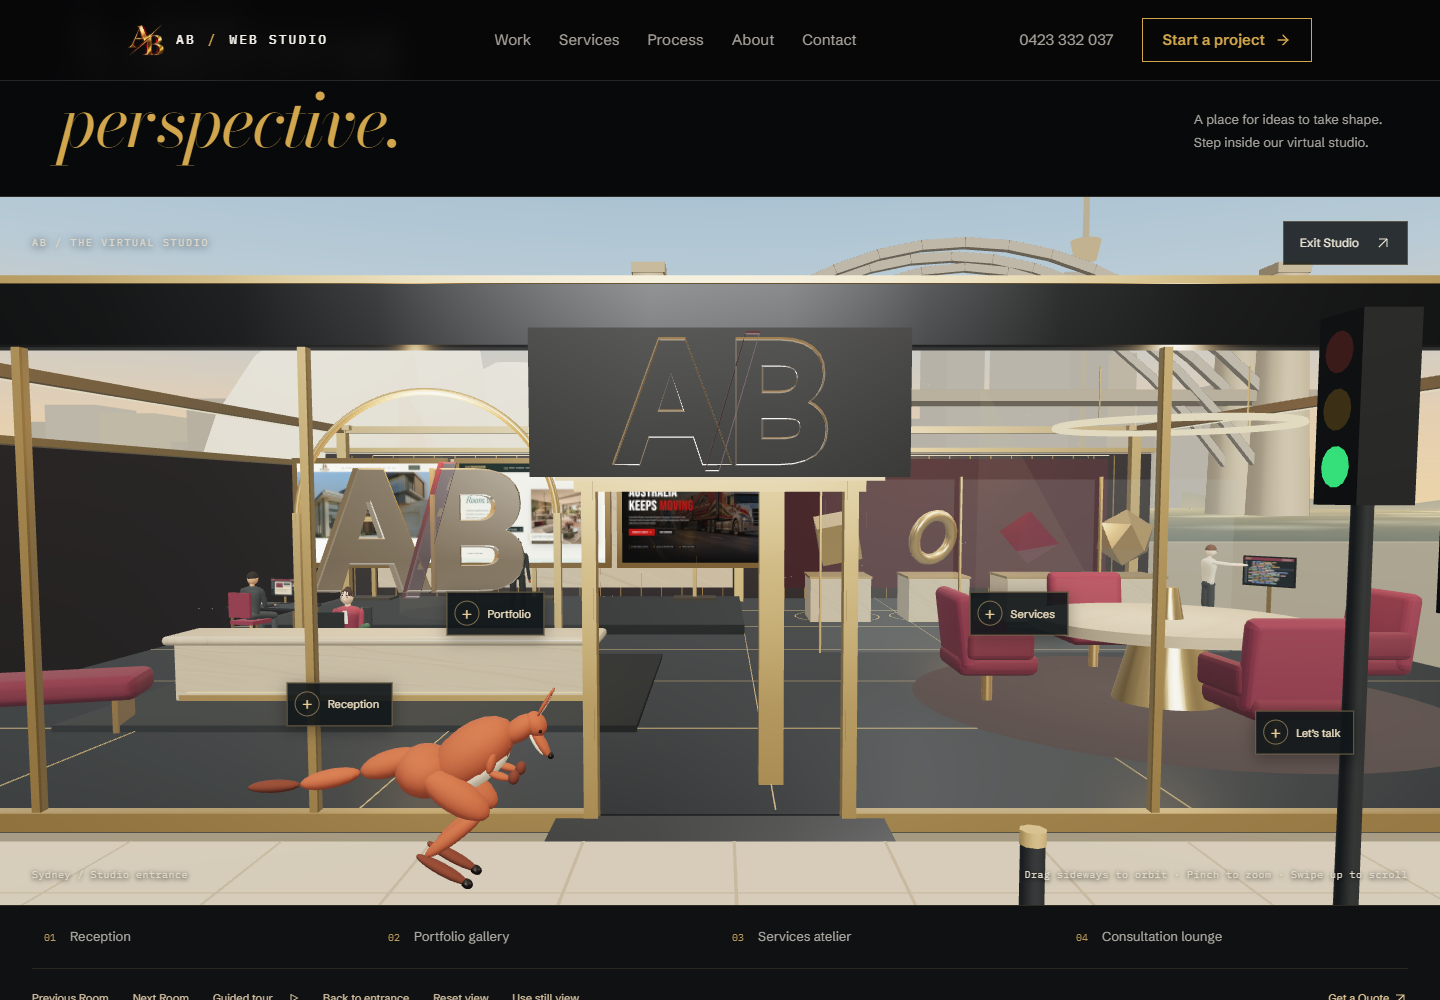 AB
AB / WEB STUDIO
Work
Services
Process
About
Contact
0423 332 037
Start a project
perspective.
A place for ideas to take shape.
Step inside our virtual studio.
AB / THE VIRTUAL STUDIO
Exit Studio
AB
AB
AUSTRALIA
KEEPS MOVING
Portfolio
Services
Reception
Let's talk
Sydney / Studio entrance
Drag sideways to orbit · Pinch to zoom · Swipe up to scroll
01 Reception
02 Portfolio gallery
03 Services atelier
04 Consultation lounge
Previous Room
Next Room
Guided tour
Back to entrance
Reset view
Use still view
Get a Quote